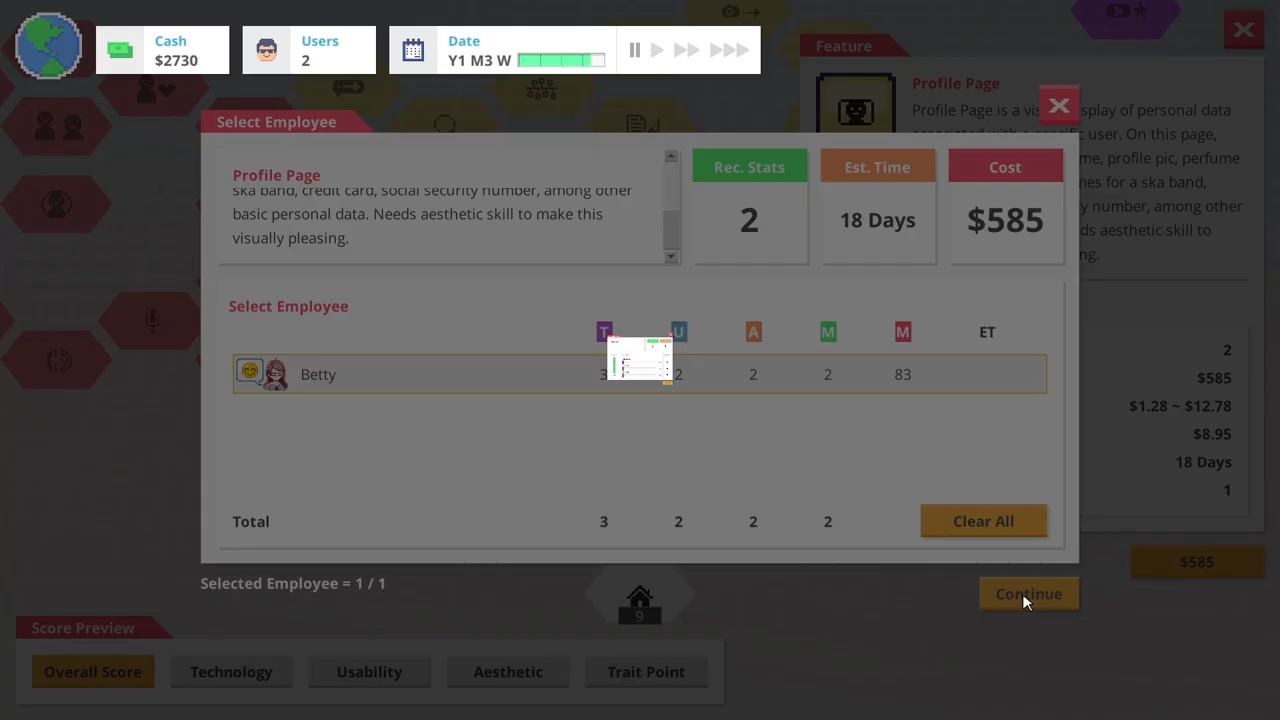 Cash
$2730
Users
2
Date
Y1 M3 W
Feature
Profile Page
Profile Page is a vis
splay of personal data
user. On this page,
me, profile pic, perfume
nes for a ska band,
y number, among other
ds aesthetic skill to
ng.
2
$585
$1.28 ~ $12.78
$8.95
18 Days
1
$585
Select Employee
Profile Page
ska band, credit card, social security number, among other
basic personal data. Needs aesthetic skill to make this
visually pleasing.
Rec. Stats
2
Est. Time
18 Days
Cost
$585
Select Employee
T U A M M ET
Betty 3 2 2 2 83
Total 3 2 2 2
Clear All
Selected Employee = 1 / 1
Continue
9
Score Preview
Overall Score
Technology
Usability
Aesthetic
Trait Point